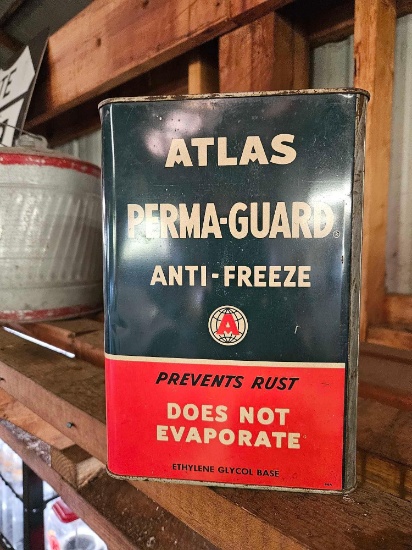 ATLAS
PERMA-GUARD®
ANTI-FREEZE
A
PREVENTS RUST
DOES NOT
EVAPORATE
ETHYLENE GLYCOL BASE